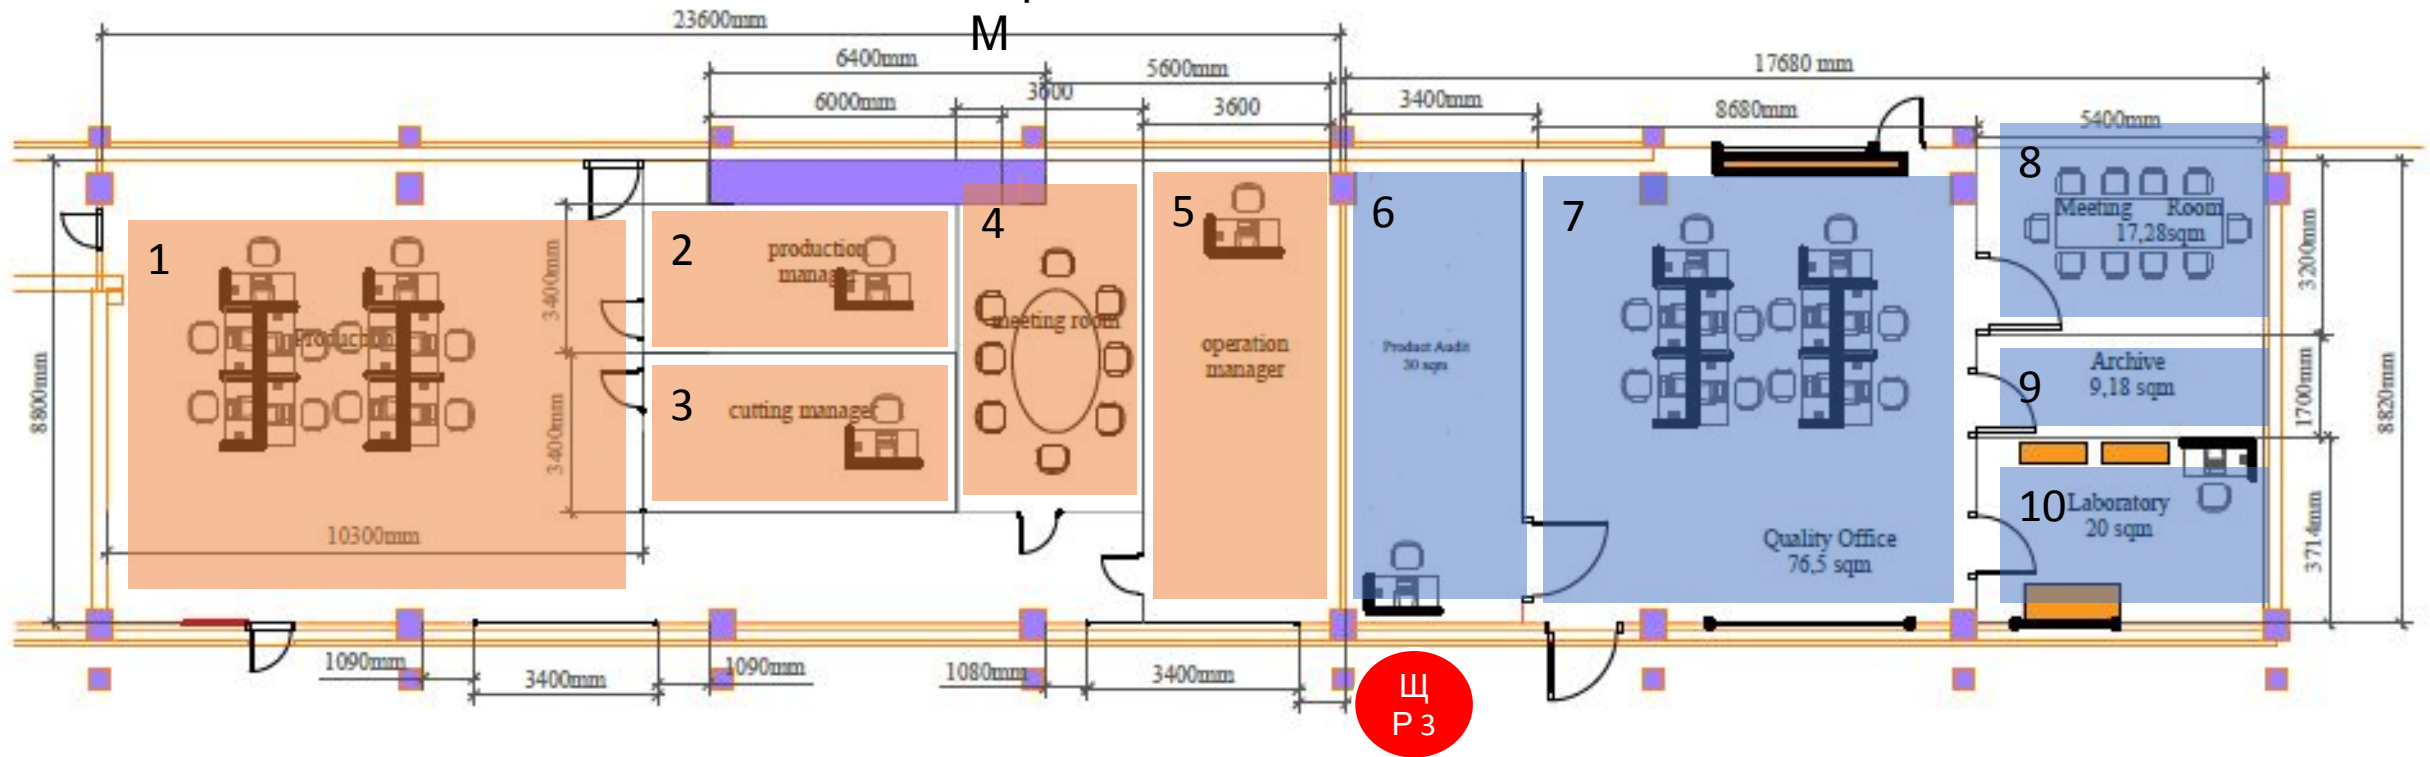 М
23600mm
6400mm
5600mm
17680 mm
6000mm
3600
3600
3400mm
8680mm
5400mm
1
2
production
manager
3
cutting manager
4
meeting room
5
operation
manager
6
Product Audit
30 sqm
7
Quality Office
76,5 sqm
8
Meeting Room
17,28sqm
9
Archive
9,18 sqm
10
Laboratory
20 sqm
Production
8800mm
3400mm
3400mm
10300mm
3200mm
1700mm
3714mm
8820mm
1090mm
3400mm
1090mm
1080mm
3400mm
Щ
Р 3